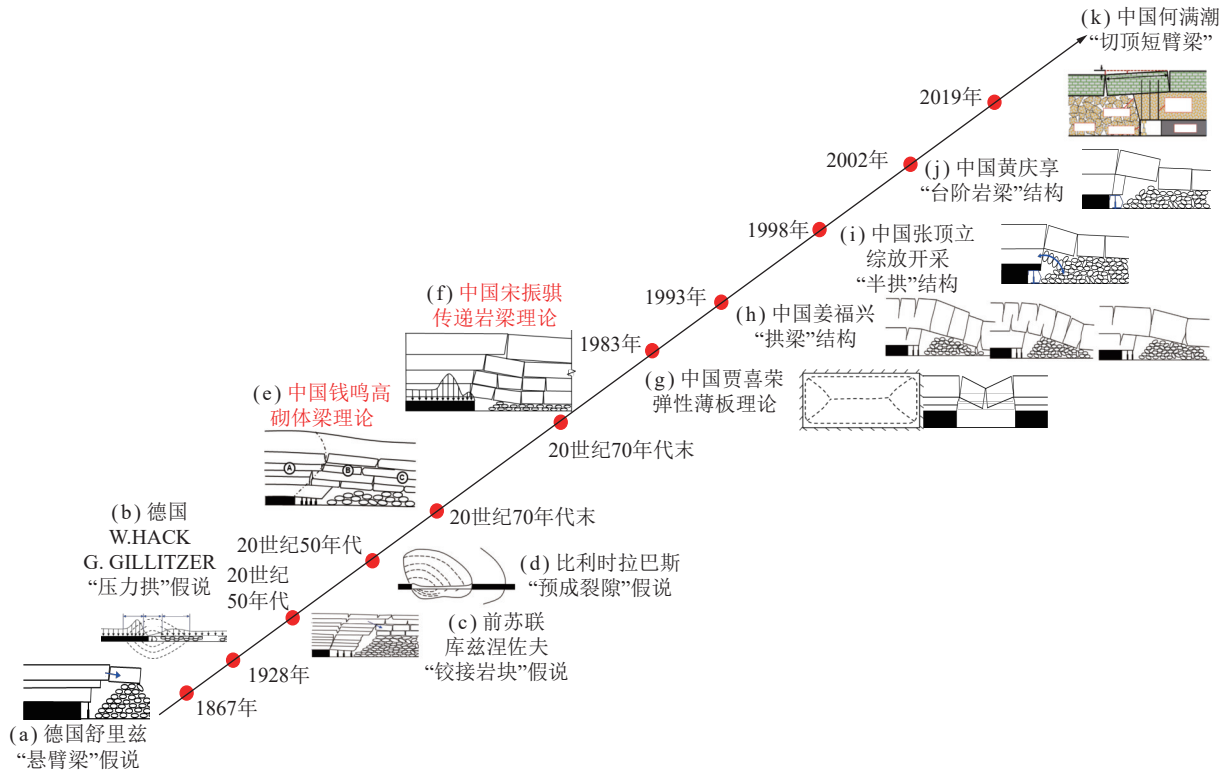 (k) 中国何满潮
“切顶短臂梁”
2019年
2002年
(j) 中国黄庆享
“台阶岩梁”结构
1998年
(i) 中国张顶立
综放开采
“半拱”结构
(f) 中国宋振骐
传递岩梁理论
1993年
(h) 中国姜福兴
“拱梁”结构
1983年
(g) 中国贾喜荣
弹性薄板理论
(e) 中国钱鸣高
砌体梁理论
20世纪70年代末
A
B
C
(b) 德国
W.HACK
G. GILLITZER
“压力拱”假说
20世纪70年代末
20世纪50年代
(d) 比利时拉巴斯
“预成裂隙”假说
20世纪
50年代
(c) 前苏联
库兹涅佐夫
“铰接岩块”假说
1928年
1867年
(a) 德国舒里兹
“悬臂梁”假说